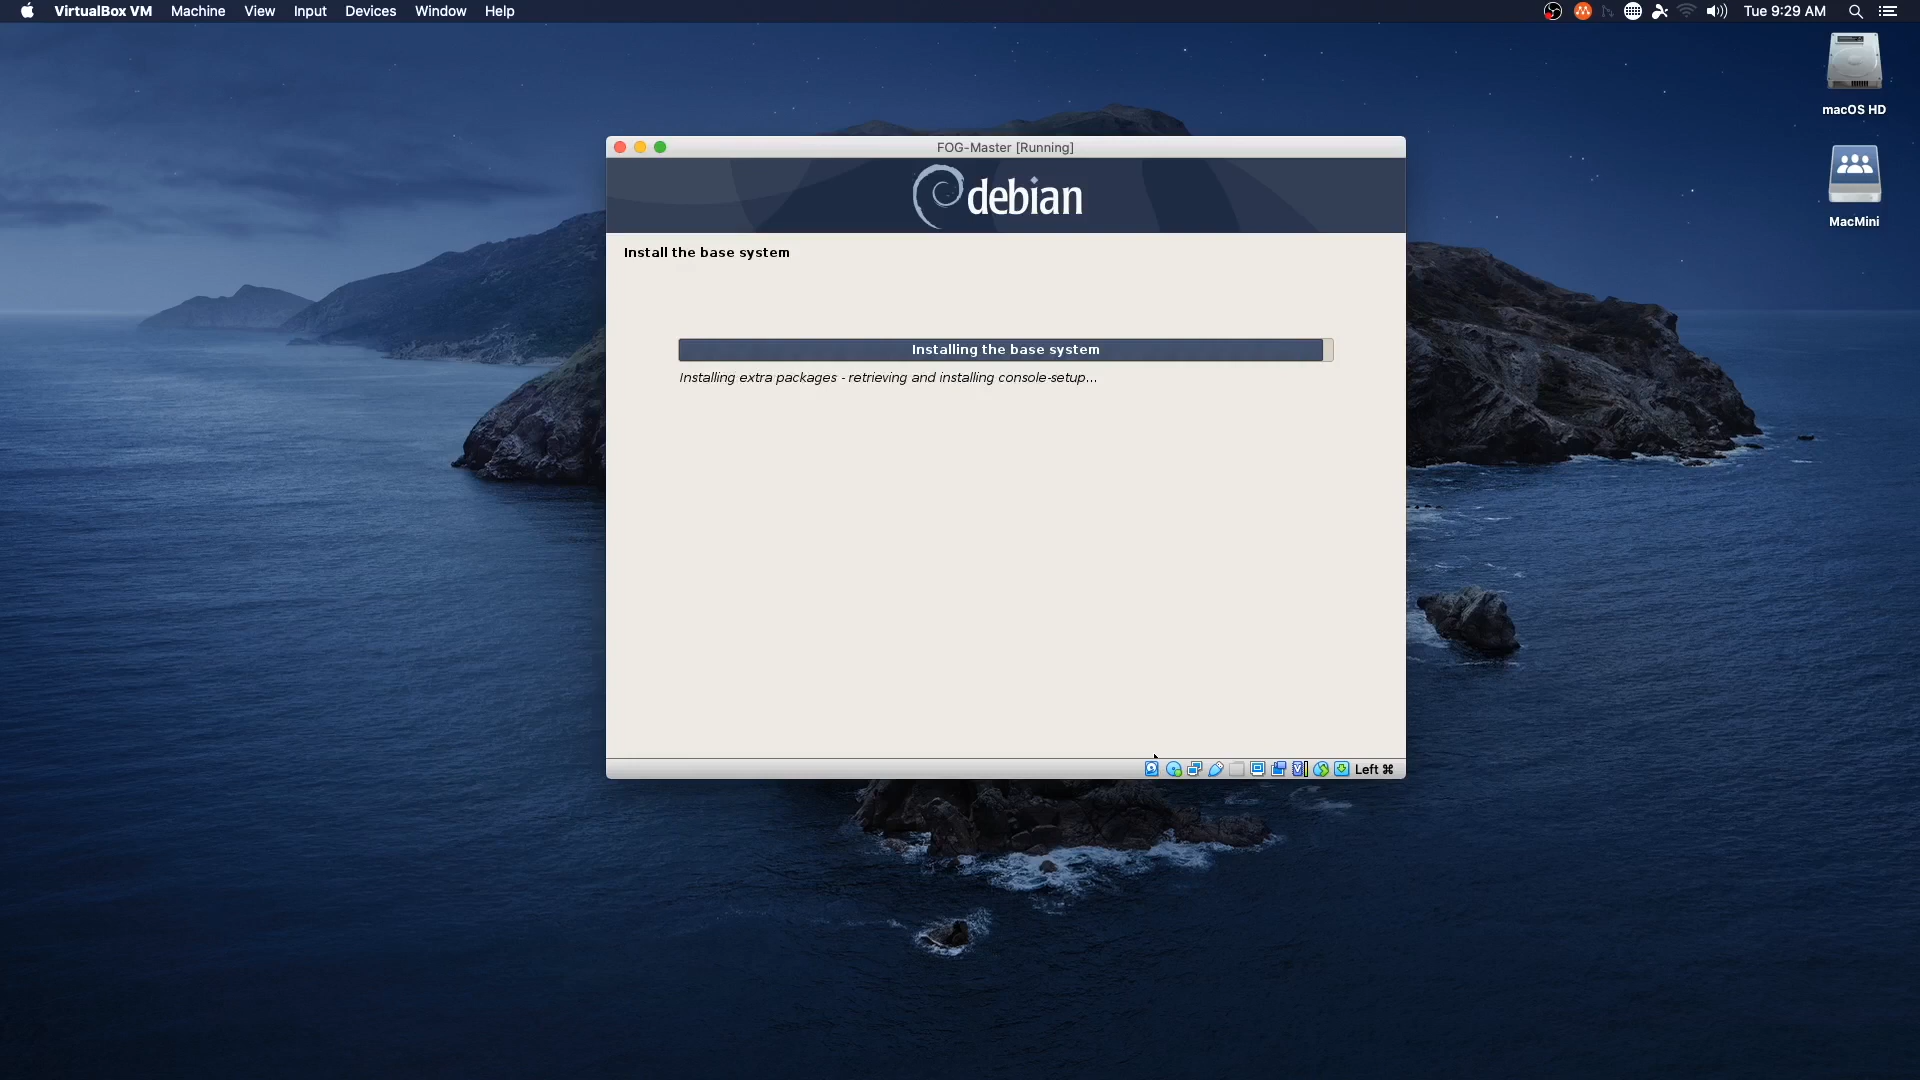 VirtualBox VM Machine View Input Devices Window Help Tue 9:29 AM
macOS HD
MacMini
FOG-Master [Running]
debian
Install the base system
Installing the base system
Installing extra packages - retrieving and installing console-setup...
Left ⌘